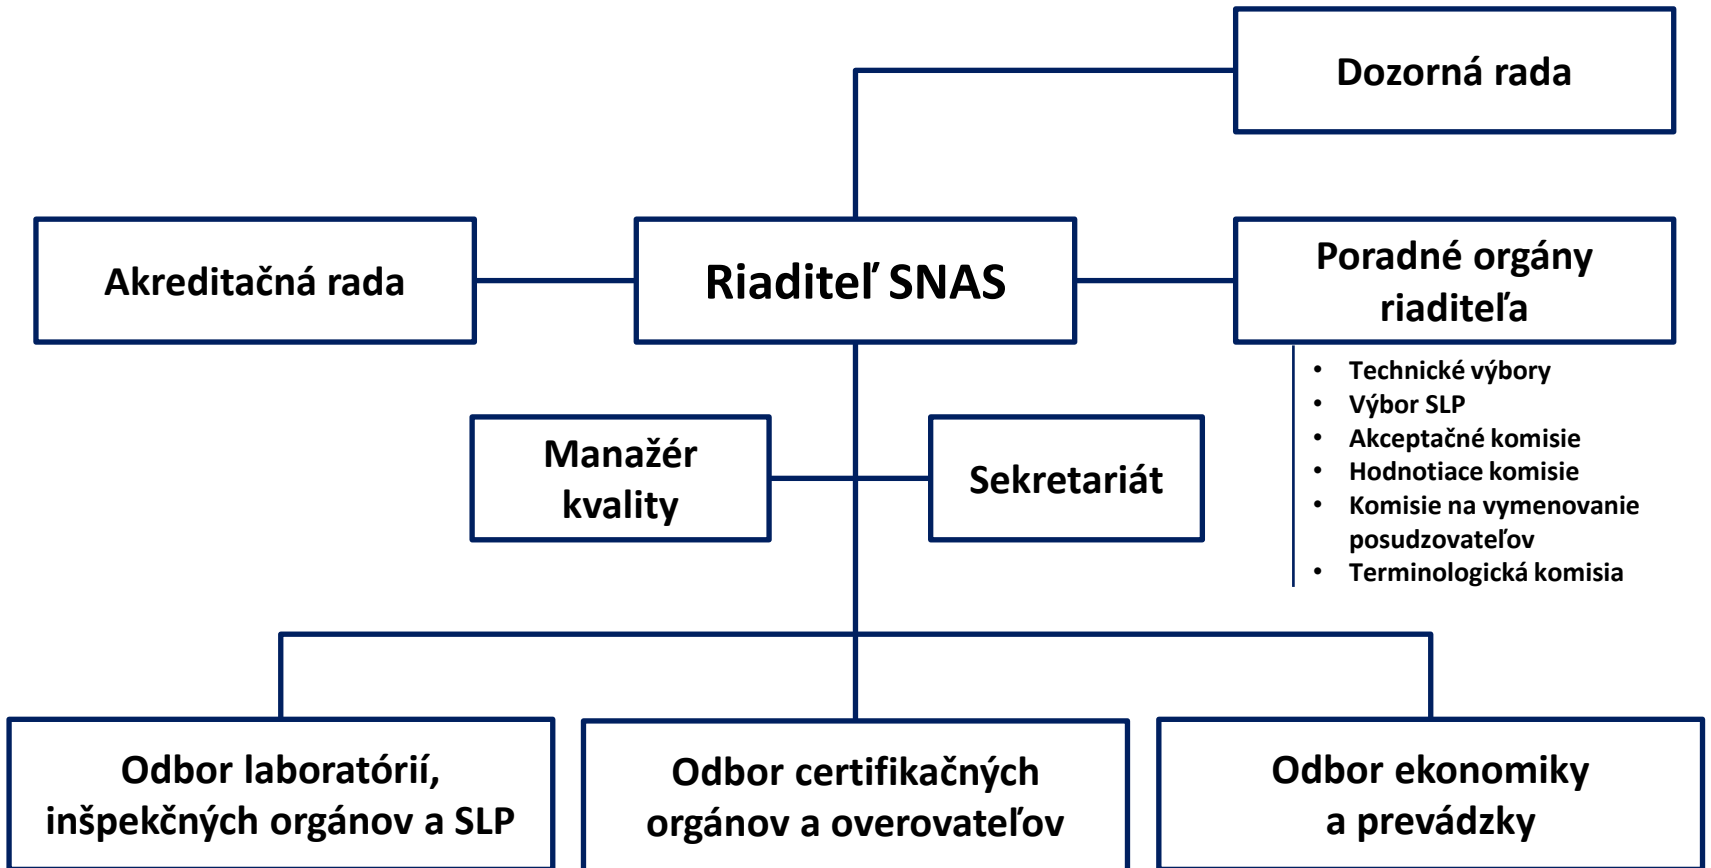 Dozorná rada
Akreditačná rada
Riaditeľ SNAS
Poradné orgány
riaditeľa
• Technické výbory
• Výbor SLP
• Akceptačné komisie
• Hodnotiace komisie
• Komisie na vymenovanie
posudzovateľov
• Terminologická komisia
Manažér
kvality
Sekretariát
Odbor laboratórií,
inšpekčných orgánov a SLP
Odbor certifikačných
orgánov a overovateľov
Odbor ekonomiky
a prevádzky